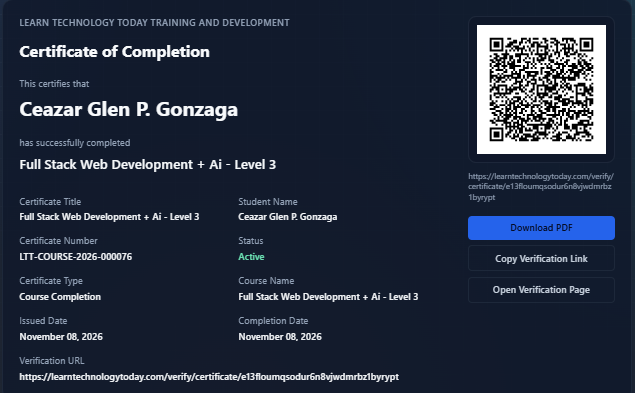 LEARN TECHNOLOGY TODAY TRAINING AND DEVELOPMENT
Certificate of Completion
This certifies that
Ceazar Glen P. Gonzaga
has successfully completed
Full Stack Web Development + Ai - Level 3
Certificate Title
Full Stack Web Development + Ai - Level 3
Student Name
Ceazar Glen P. Gonzaga
Certificate Number
LTT-COURSE-2026-000076
Status
Active
Certificate Type
Course Completion
Course Name
Full Stack Web Development + Ai - Level 3
Issued Date
November 08, 2026
Completion Date
November 08, 2026
Verification URL
https://learntechnologytoday.com/verify/certificate/e13floumqsodur6n8vjwdmrbz1byrypt
https://learntechnologytoday.com/verify/
certificate/e13floumqsodur6n8vjwdmrbz
1byrypt
Download PDF
Copy Verification Link
Open Verification Page